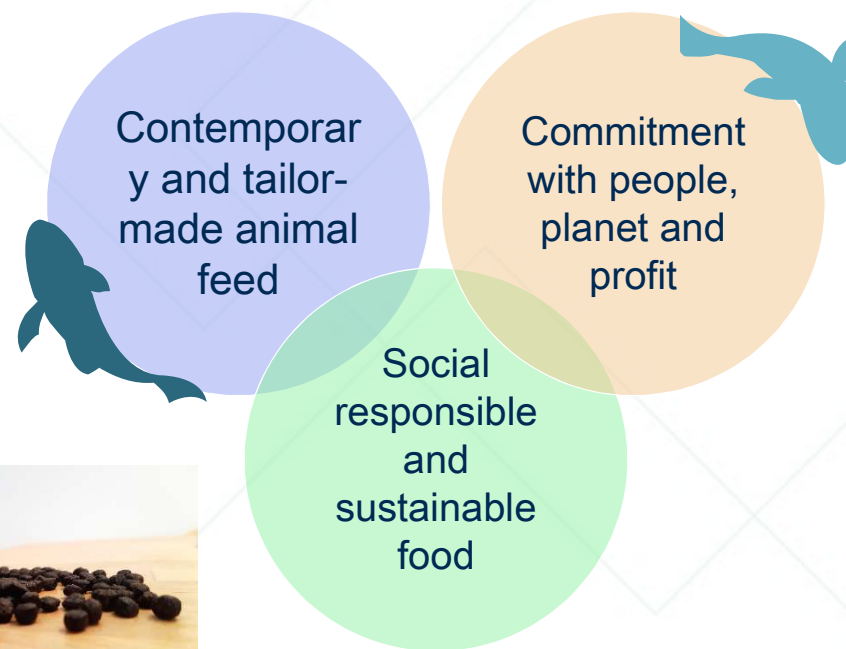 Contemporar
y and tailor-
made animal
feed
Commitment
with people,
planet and
profit
Social
responsible
and
sustainable
food